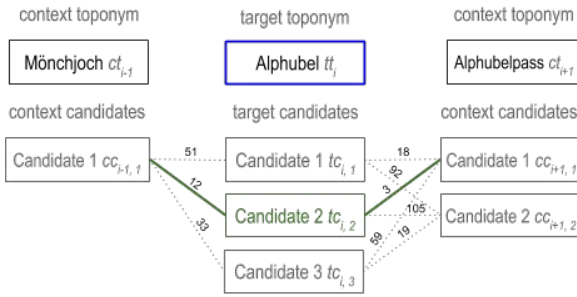 context toponym target toponym context toponym
Mönchjoch ct_{i-1} Alphubel tt_i Alphubelpass ct_{i+1}
context candidates target candidates context candidates
Candidate 1 cc_{i-1, 1} 51 Candidate 1 tc_{i, 1} 18 Candidate 1 cc_{i+1, 1}
92
12 3
Candidate 2 tc_{i, 2} 105 Candidate 2 cc_{i+1, 2}
33 59 19
Candidate 3 tc_{i, 3}